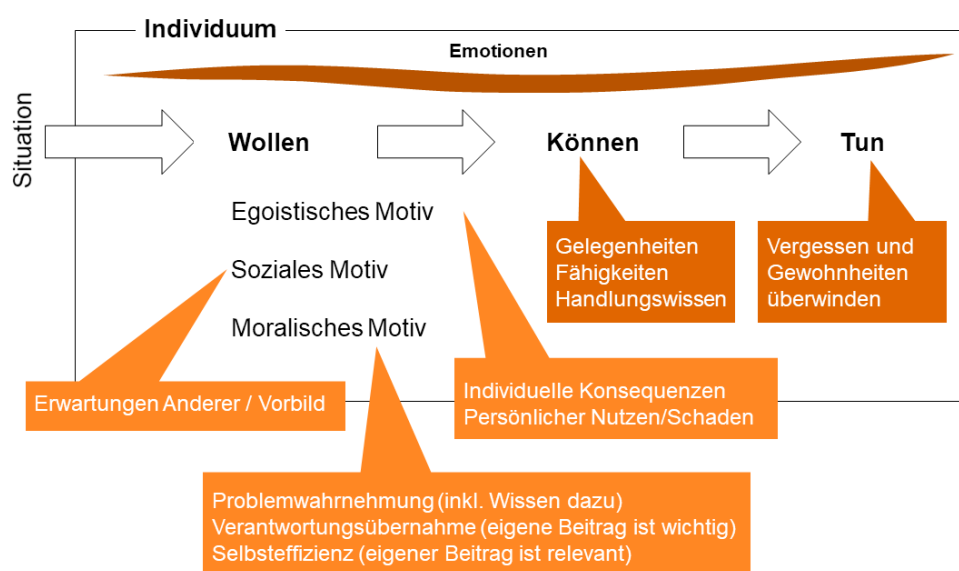 Individuum
Emotionen
Situation
Wollen
Können
Tun
Egoistisches Motiv
Soziales Motiv
Moralisches Motiv
Gelegenheiten
Fähigkeiten
Handlungswissen
Vergessen und
Gewohnheiten
überwinden
Erwartungen Anderer / Vorbild
Individuelle Konsequenzen
Persönlicher Nutzen/Schaden
Problemwahrnehmung (inkl. Wissen dazu)
Verantwortungsübernahme (eigene Beitrag ist wichtig)
Selbsteffizienz (eigener Beitrag ist relevant)